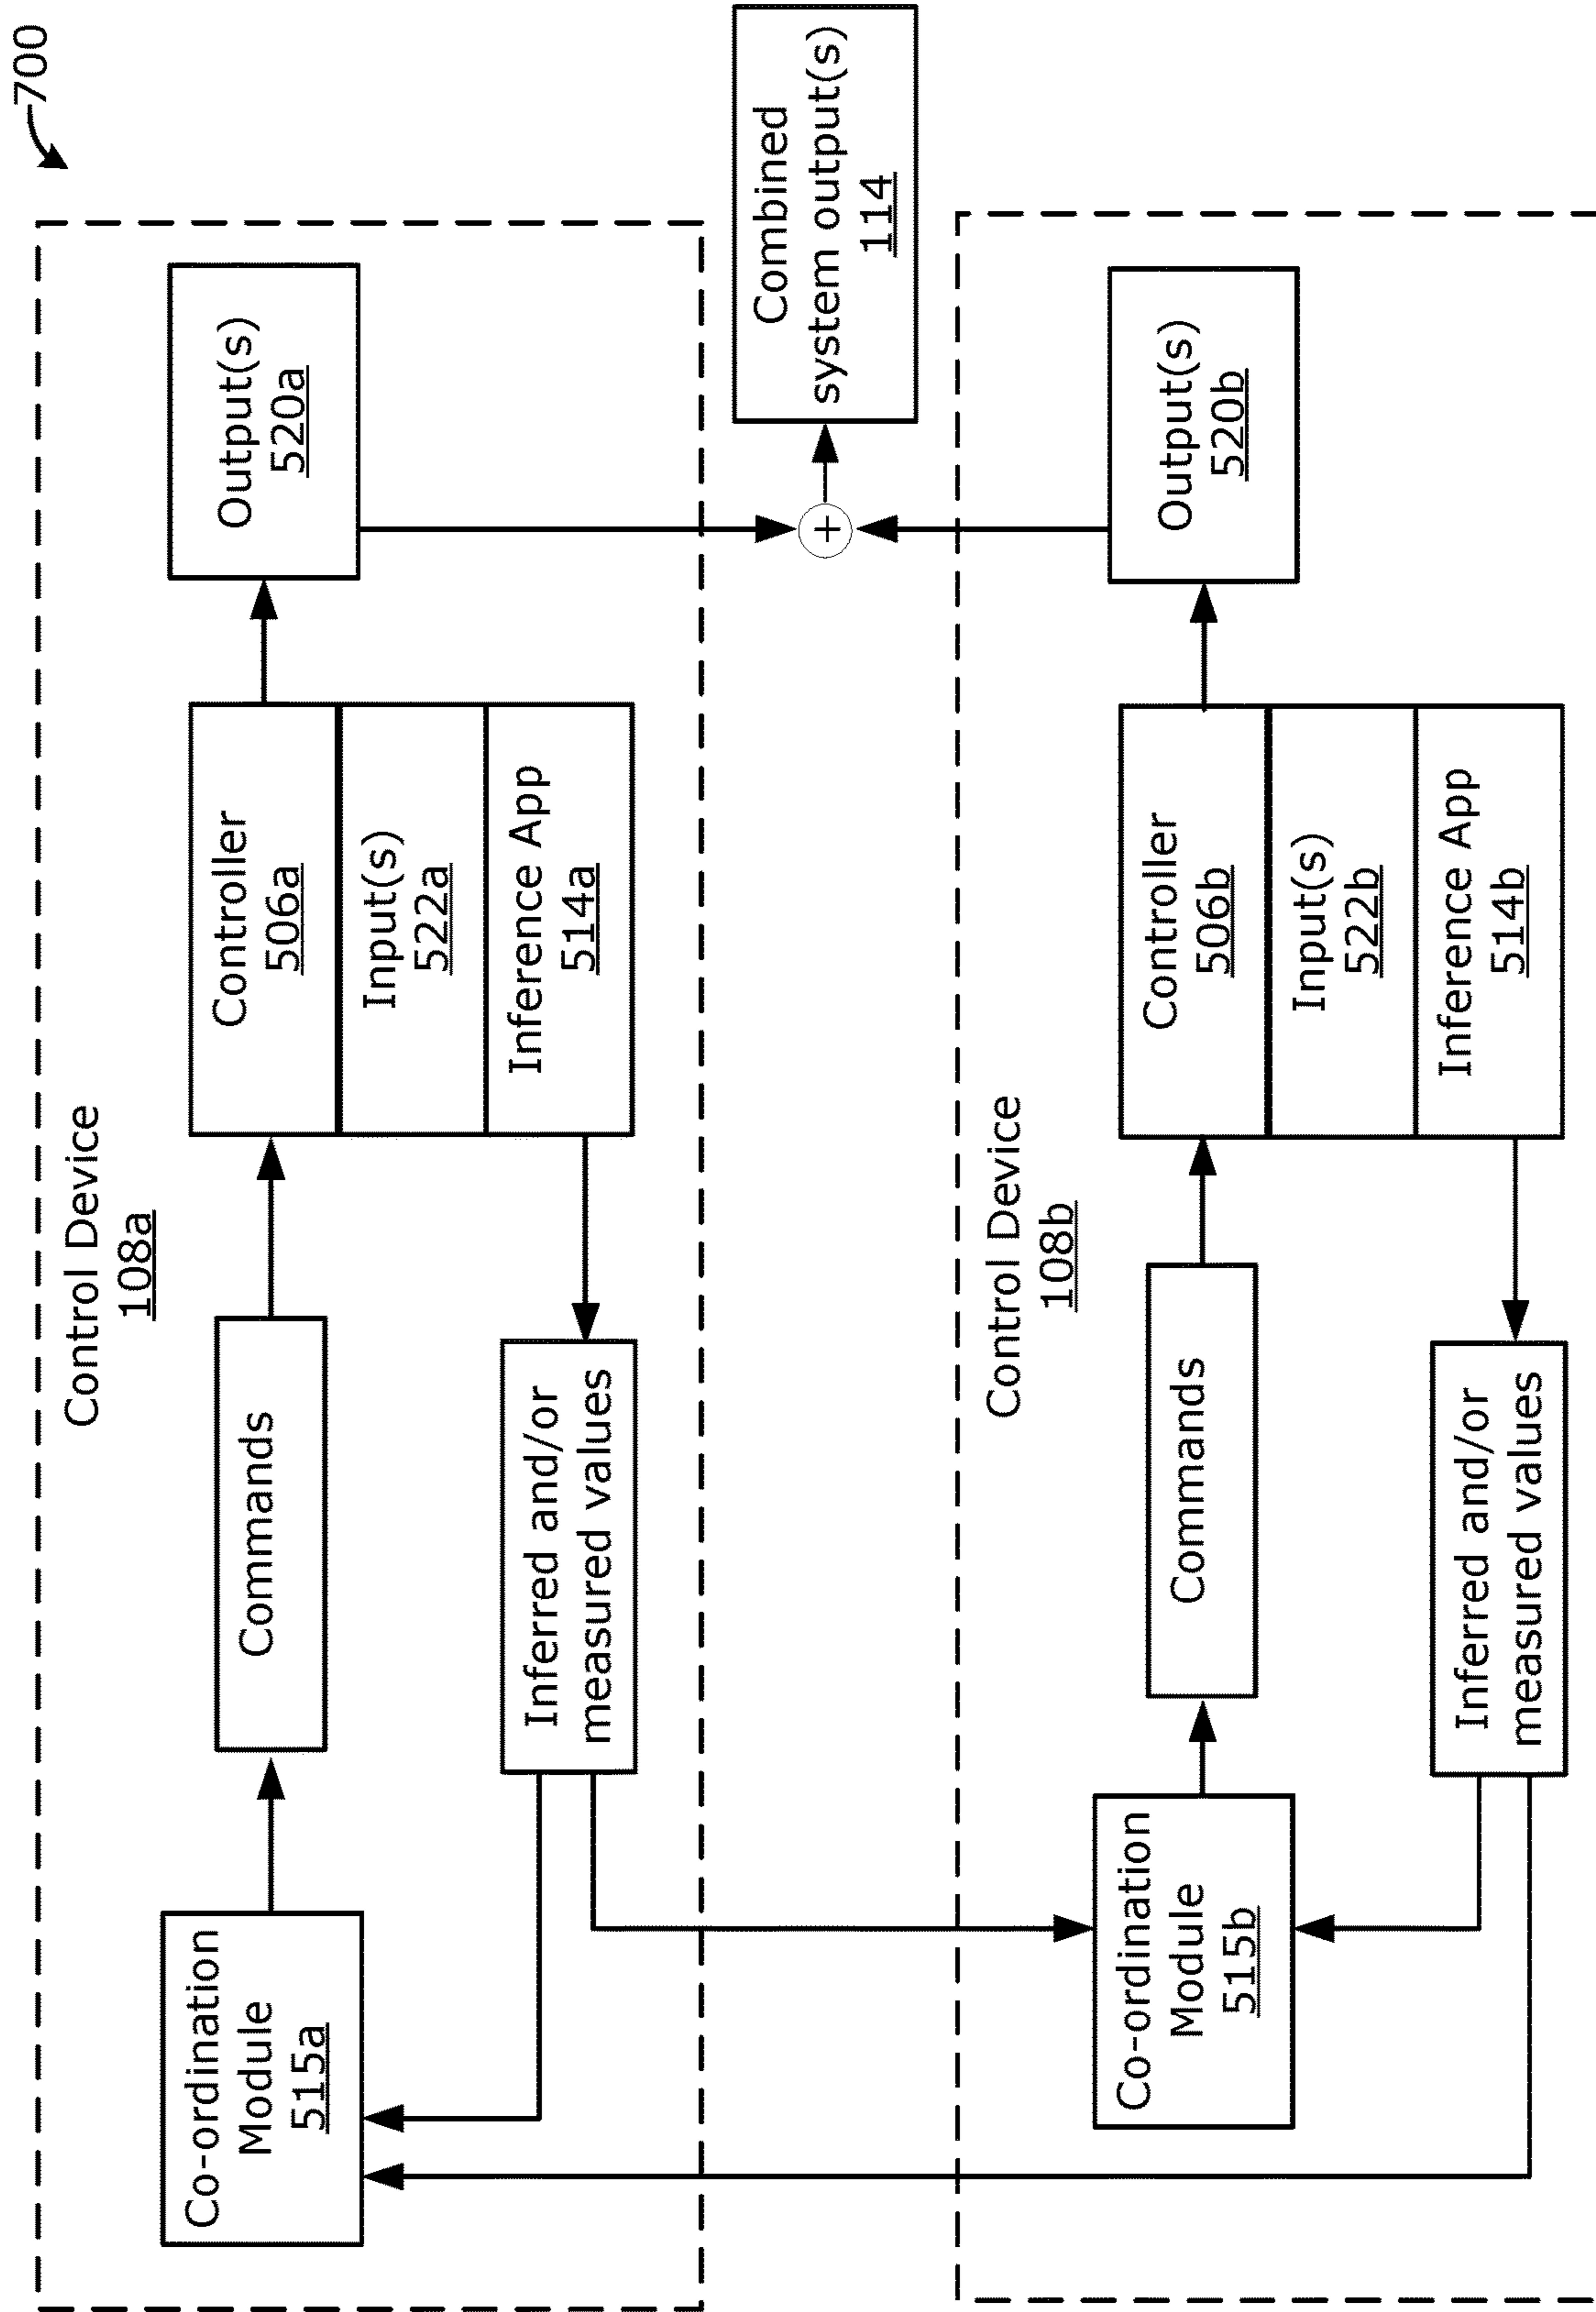 700
Control Device
108a
Co-ordination
Module
515a
Commands
Controller
506a
Input(s)
522a
Inference App
514a
Output(s)
520a
Inferred and/or
measured values
Combined
system output(s)
114
+
Control Device
108b
Co-ordination
Module
515b
Commands
Controller
506b
Input(s)
522b
Inference App
514b
Output(s)
520b
Inferred and/or
measured values